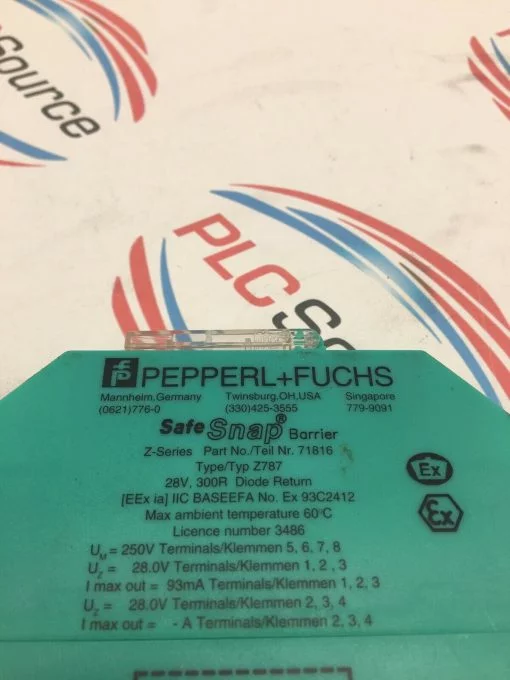 Source
PLC
So
PEPPERL+FUCHS
Mannheim,Germany Twinsburg,OH.USA Singapore
(0621)776-0 (330)425-3555 779-9091
Safe Snap® Barrier
Z-Series Part No./Teil Nr. 71816
Type/Typ Z787
28V, 300R Diode Return
[EEx ia] IIC BASEEFA No. Ex 93C2412
Max ambient temperature 60°C
Licence number 3486
Ex
Ex
UM = 250V Terminals/Klemmen 5, 6, 7, 8
UZ = 28.0V Terminals/Klemmen 1, 2 , 3
I max out = 93mA Terminals/Klemmen 1, 2, 3
UZ = 28.0V Terminals/Klemmen 2, 3, 4
I max out = - A Terminals/Klemmen 2, 3, 4